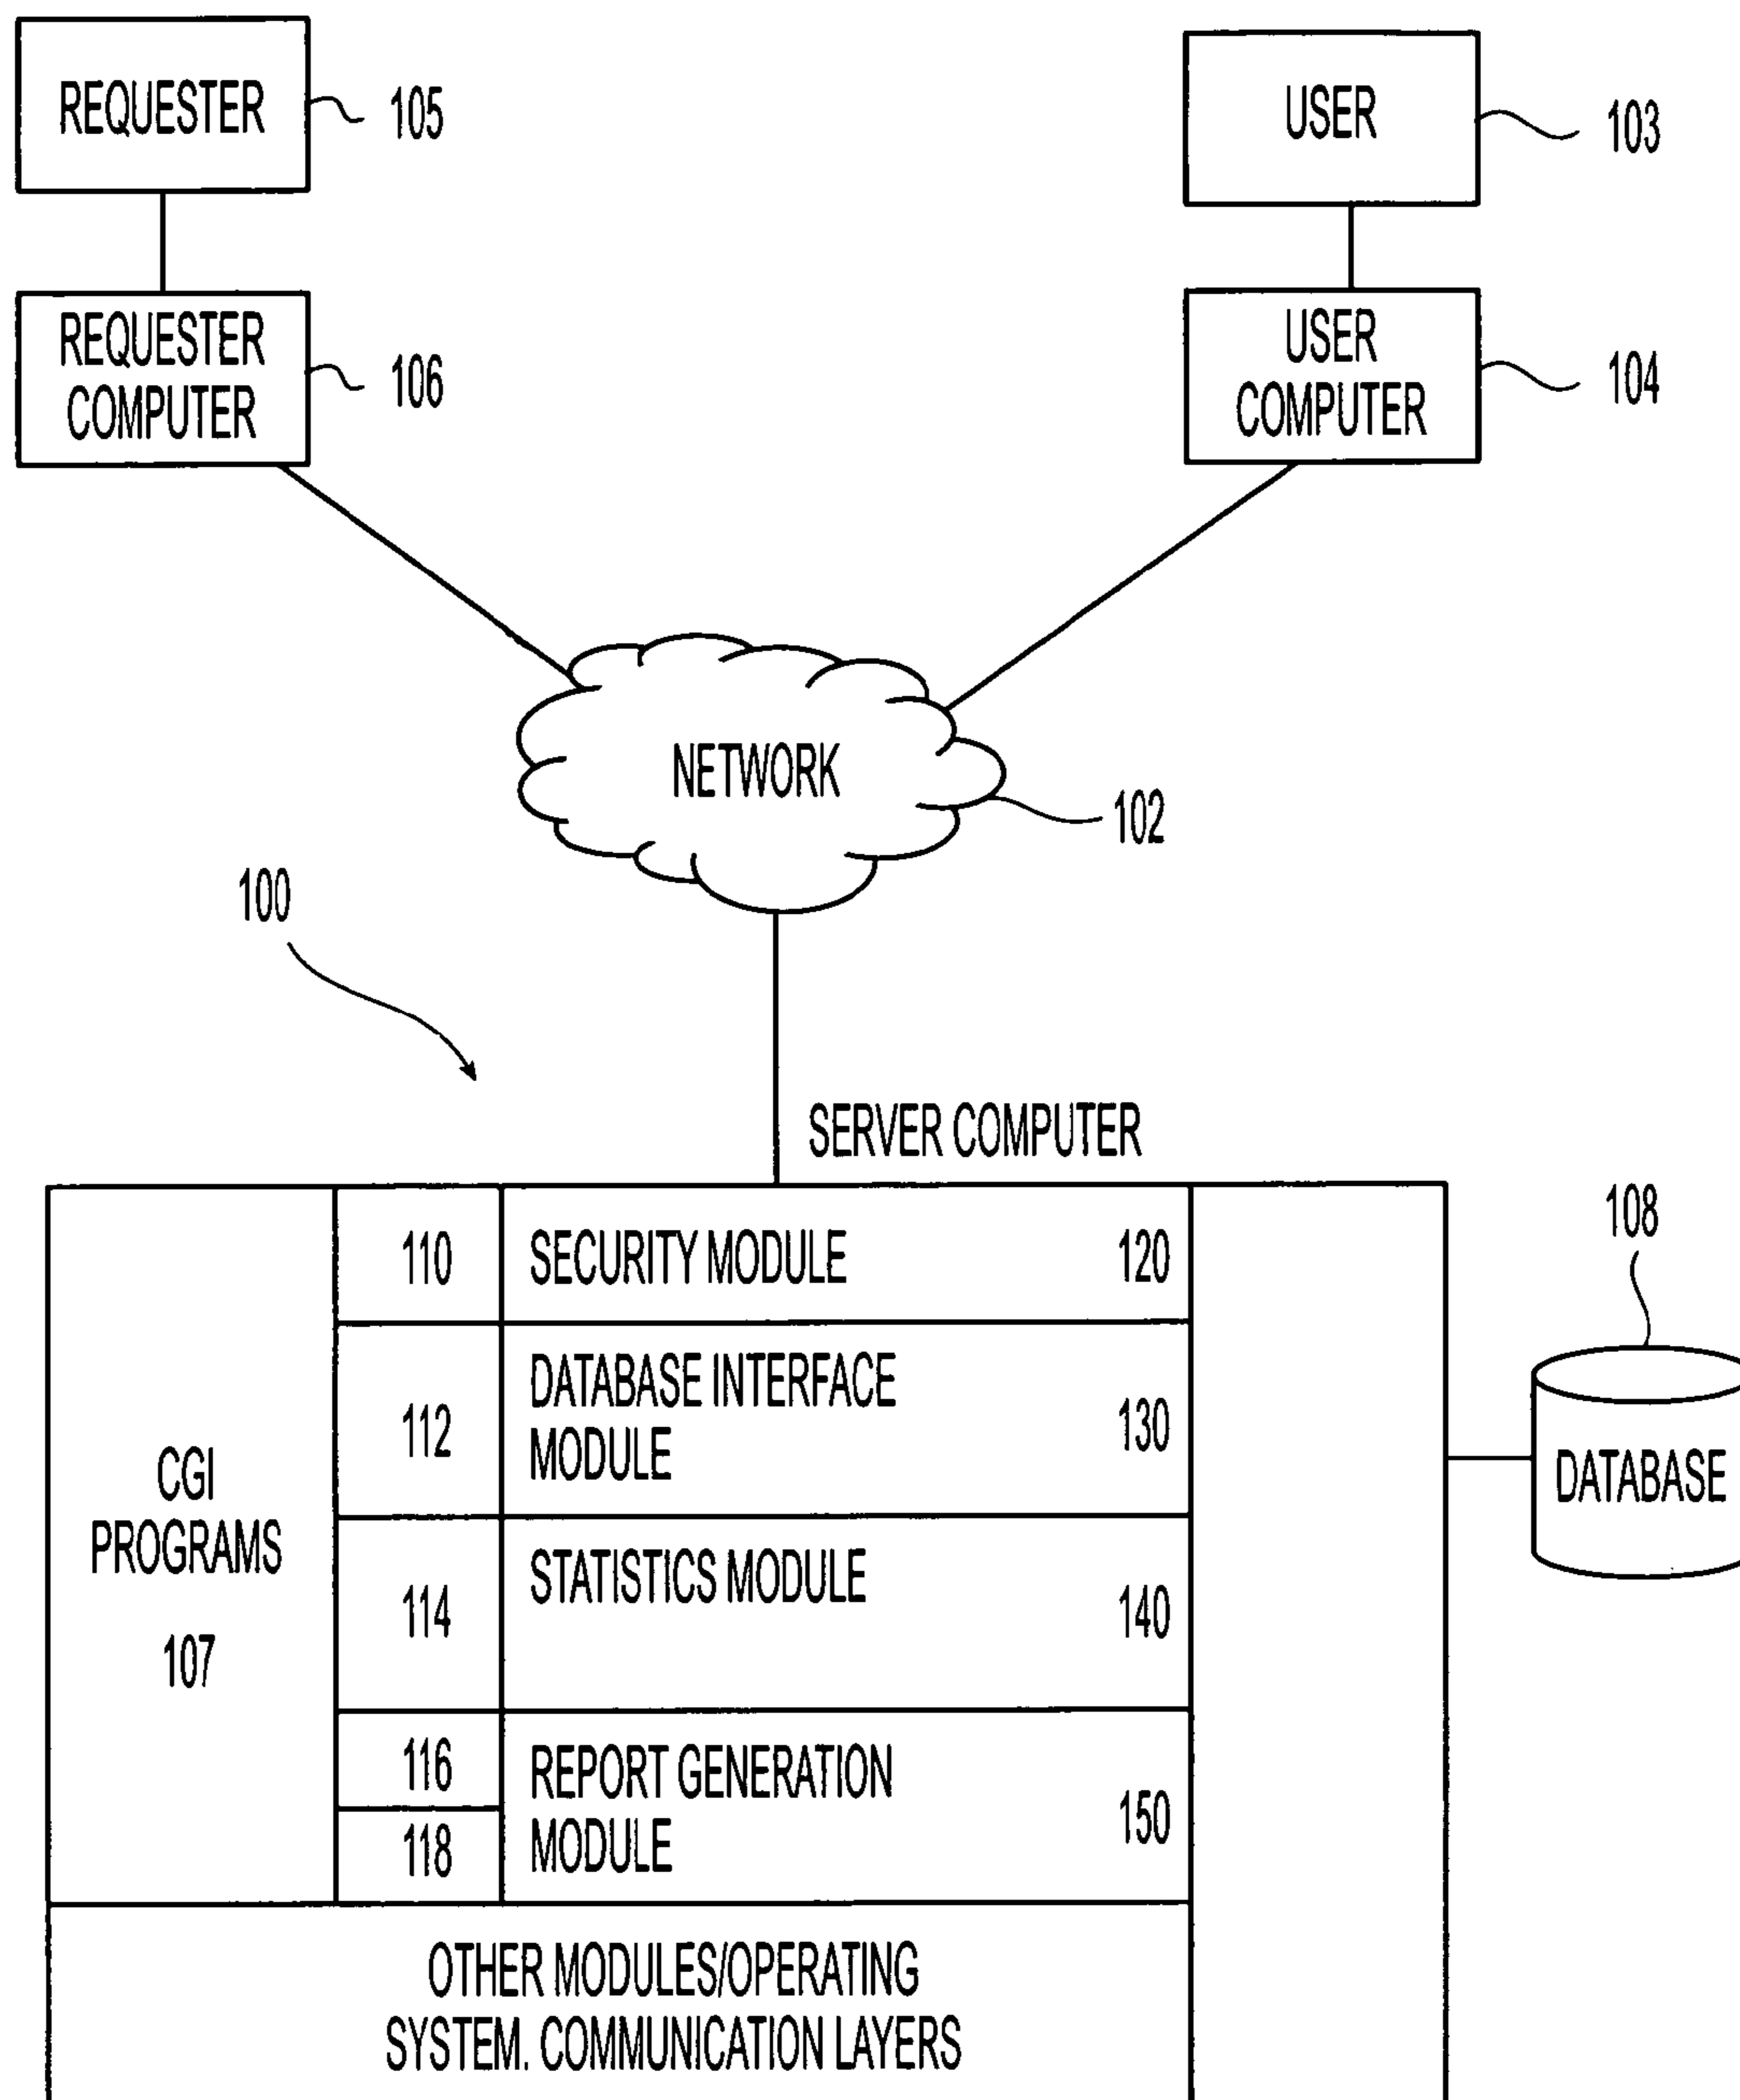 REQUESTER
105
USER
103
REQUESTER
COMPUTER
106
USER
COMPUTER
104
NETWORK
102
100
SERVER COMPUTER
108
DATABASE
CGI
PROGRAMS
107
110
SECURITY MODULE
120
112
DATABASE INTERFACE
MODULE
130
114
STATISTICS MODULE
140
116
118
REPORT GENERATION
MODULE
150
OTHER MODULES/OPERATING
SYSTEM. COMMUNICATION LAYERS